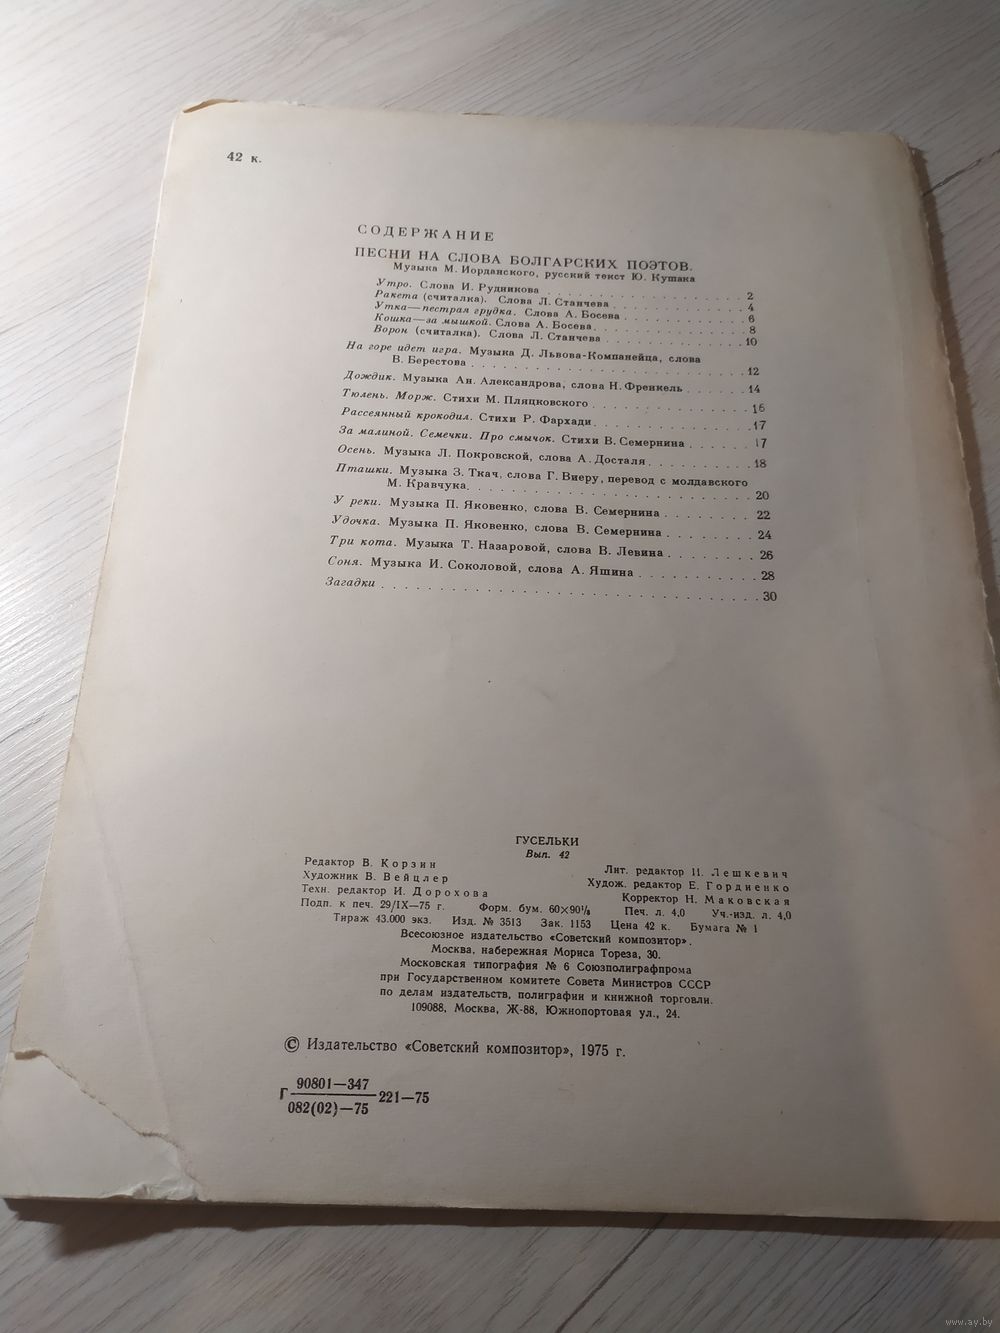 42 к.
СОДЕРЖАНИЕ
ПЕСНИ НА СЛОВА БОЛГАРСКИХ ПОЭТОВ.
Музыка М. Иорданского, русский текст Ю. Кушака
Утро. Слова И. Рудникова . . . . . . . . . . . . . . . . . . 2
Ракета (считалка). Слова Л. Станчева . . . . . . . . . . . . 4
Утка—пестрая грудка. Слова А. Босева . . . . . . . . . . . 6
Кошка—за мышкой. Слова А. Босева. . . . . . . . . . . . . 8
Ворон (считалка). Слова Л. Станчева . . . . . . . . . . . . 10
На горе идет игра. Музыка Д. Львова-Компанейца, слова
В. Берестова . . . . . . . . . . . . . . . . . . . . . . . 12
Дождик. Музыка Ан. Александрова, слова Н. Френкель . . . . . . 14
Тюлень. Морж. Стихи М. Пляцковского . . . . . . . . . . . . . . 16
Рассеянный крокодил. Стихи Р. Фархади. . . . . . . . . . . . . . 17
За малиной. Семечки. Про смычок. Стихи В. Семернина . . . . . . 17
Осень. Музыка Л. Покровской, слова А. Досталя . . . . . . . . . 18
Пташки. Музыка З. Ткач, слова Г. Виеру, перевод с молдавского
М. Кравчука. . . . . . . . . . . . . . . . . . . . . . . . 20
У реки. Музыка П. Яковенко, слова В. Семернина . . . . . . . . 22
Удочка. Музыка П. Яковенко, слова В. Семернина . . . . . . . . 24
Три кота. Музыка Т. Назаровой, слова В. Левина . . . . . . . . 26
Соня. Музыка И. Соколовой, слова А. Яшина . . . . . . . . . . . 28
Загадки . . . . . . . . . . . . . . . . . . . . . . . . . . . . . . 30
ГУСЕЛЬКИ
Вып. 42
Редактор В. Корзин Лит. редактор И. Лешкевич
Художник В. Вейцлер Худож. редактор Е. Гордиенко
Техн. редактор И. Дорохова Корректор Н. Маковская
Подп. к печ. 29/IX—75 г. Форм. бум. 60×90⅛ Печ. л. 4,0 Уч.-изд. л. 4,0
Тираж 43.000 экз. Изд. № 3513 Зак. 1153 Цена 42 к. Бумага № 1
Всесоюзное издательство «Советский композитор».
Москва, набережная Мориса Тореза, 30.
Московская типография № 6 Союзполиграфпрома
при Государственном комитете Совета Министров СССР
по делам издательств, полиграфии и книжной торговли.
109088, Москва, Ж-88, Южнопортовая ул., 24.
© Издательство «Советский композитор», 1975 г.
Г 90801—347
082(02)—75 221—75
www.ay.by